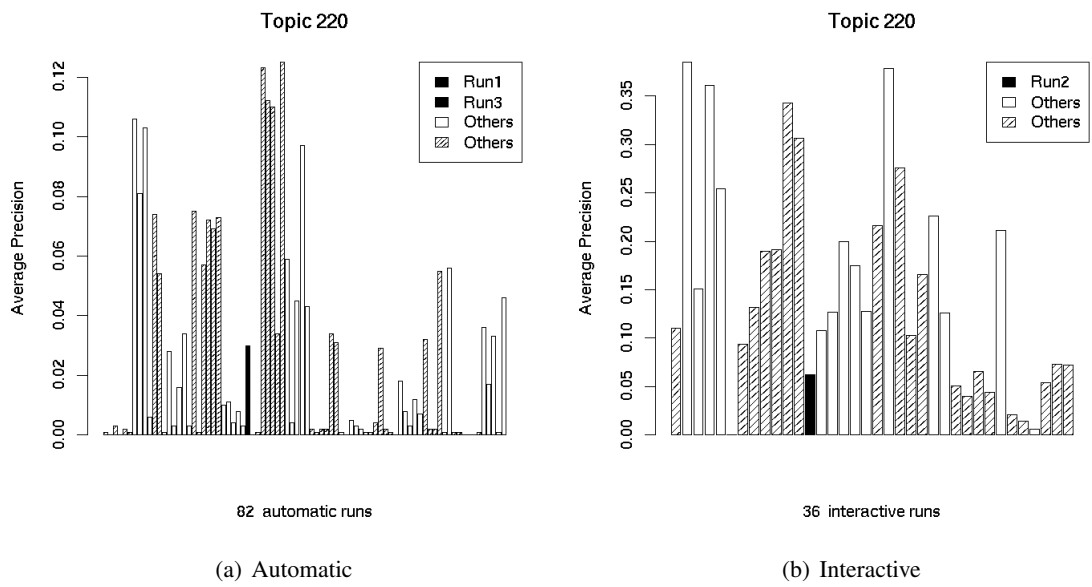 Topic 220
Run1
Run3
Others
Others
Average Precision
0.12
0.10
0.08
0.06
0.04
0.02
0.00
82 automatic runs
(a) Automatic
Topic 220
Run2
Others
Others
Average Precision
0.35
0.30
0.25
0.20
0.15
0.10
0.05
0.00
36 interactive runs
(b) Interactive